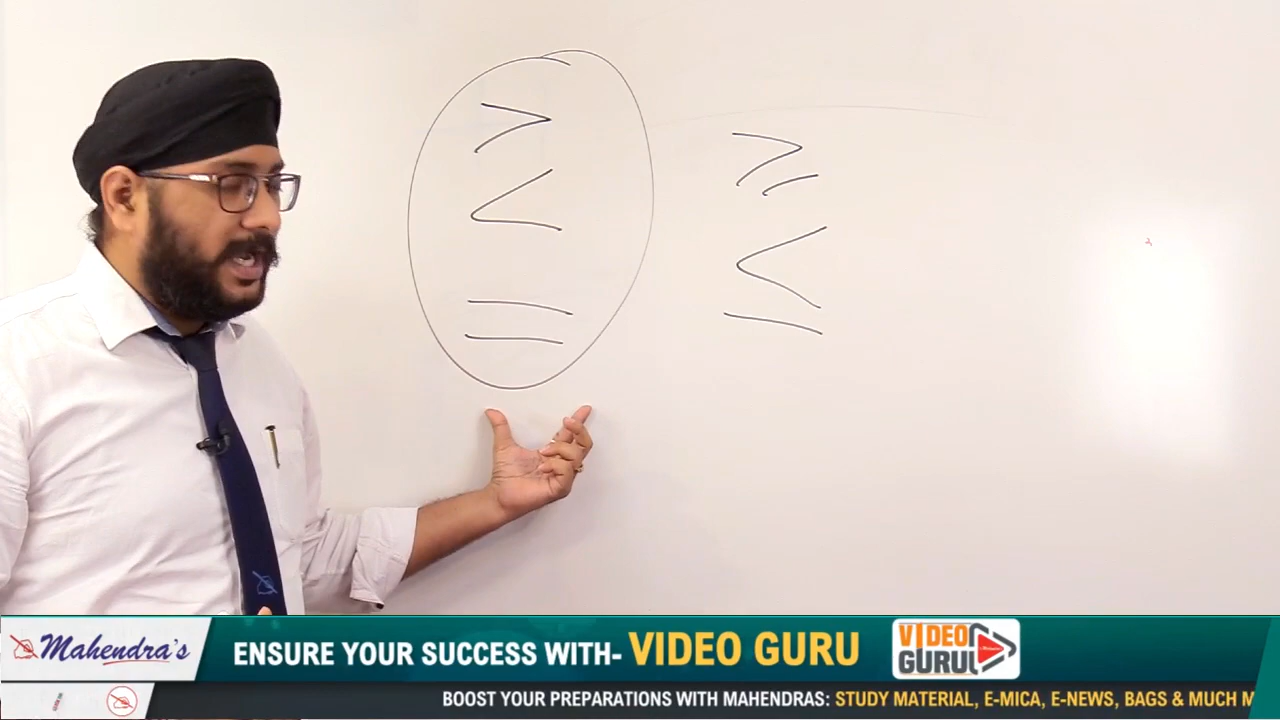 >
<
=
≥
≤
Mahendra's
ENSURE YOUR SUCCESS WITH- VIDEO GURU
VIDEO
GURU
BOOST YOUR PREPARATIONS WITH MAHENDRAS: STUDY MATERIAL, E-MICA, E-NEWS, BAGS & MUCH